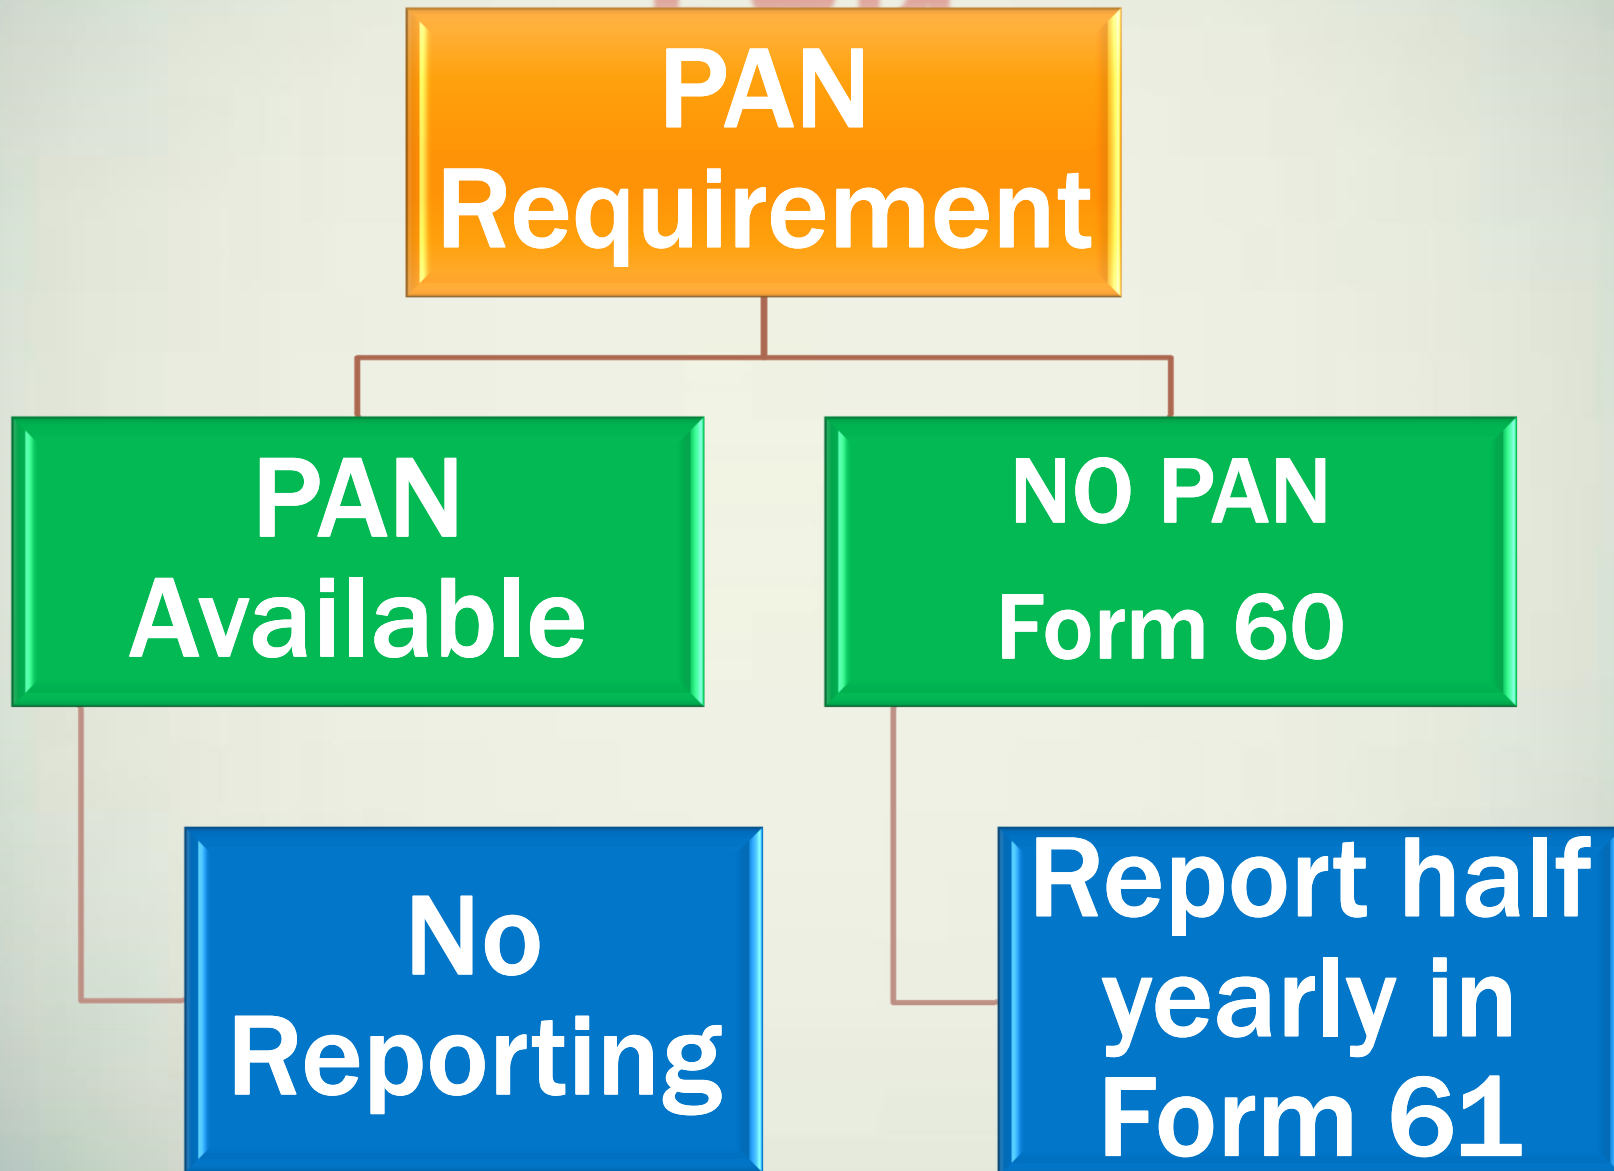 PAN
Requirement
PAN
Available
NO PAN
Form 60
No
Reporting
Report half
yearly in
Form 61